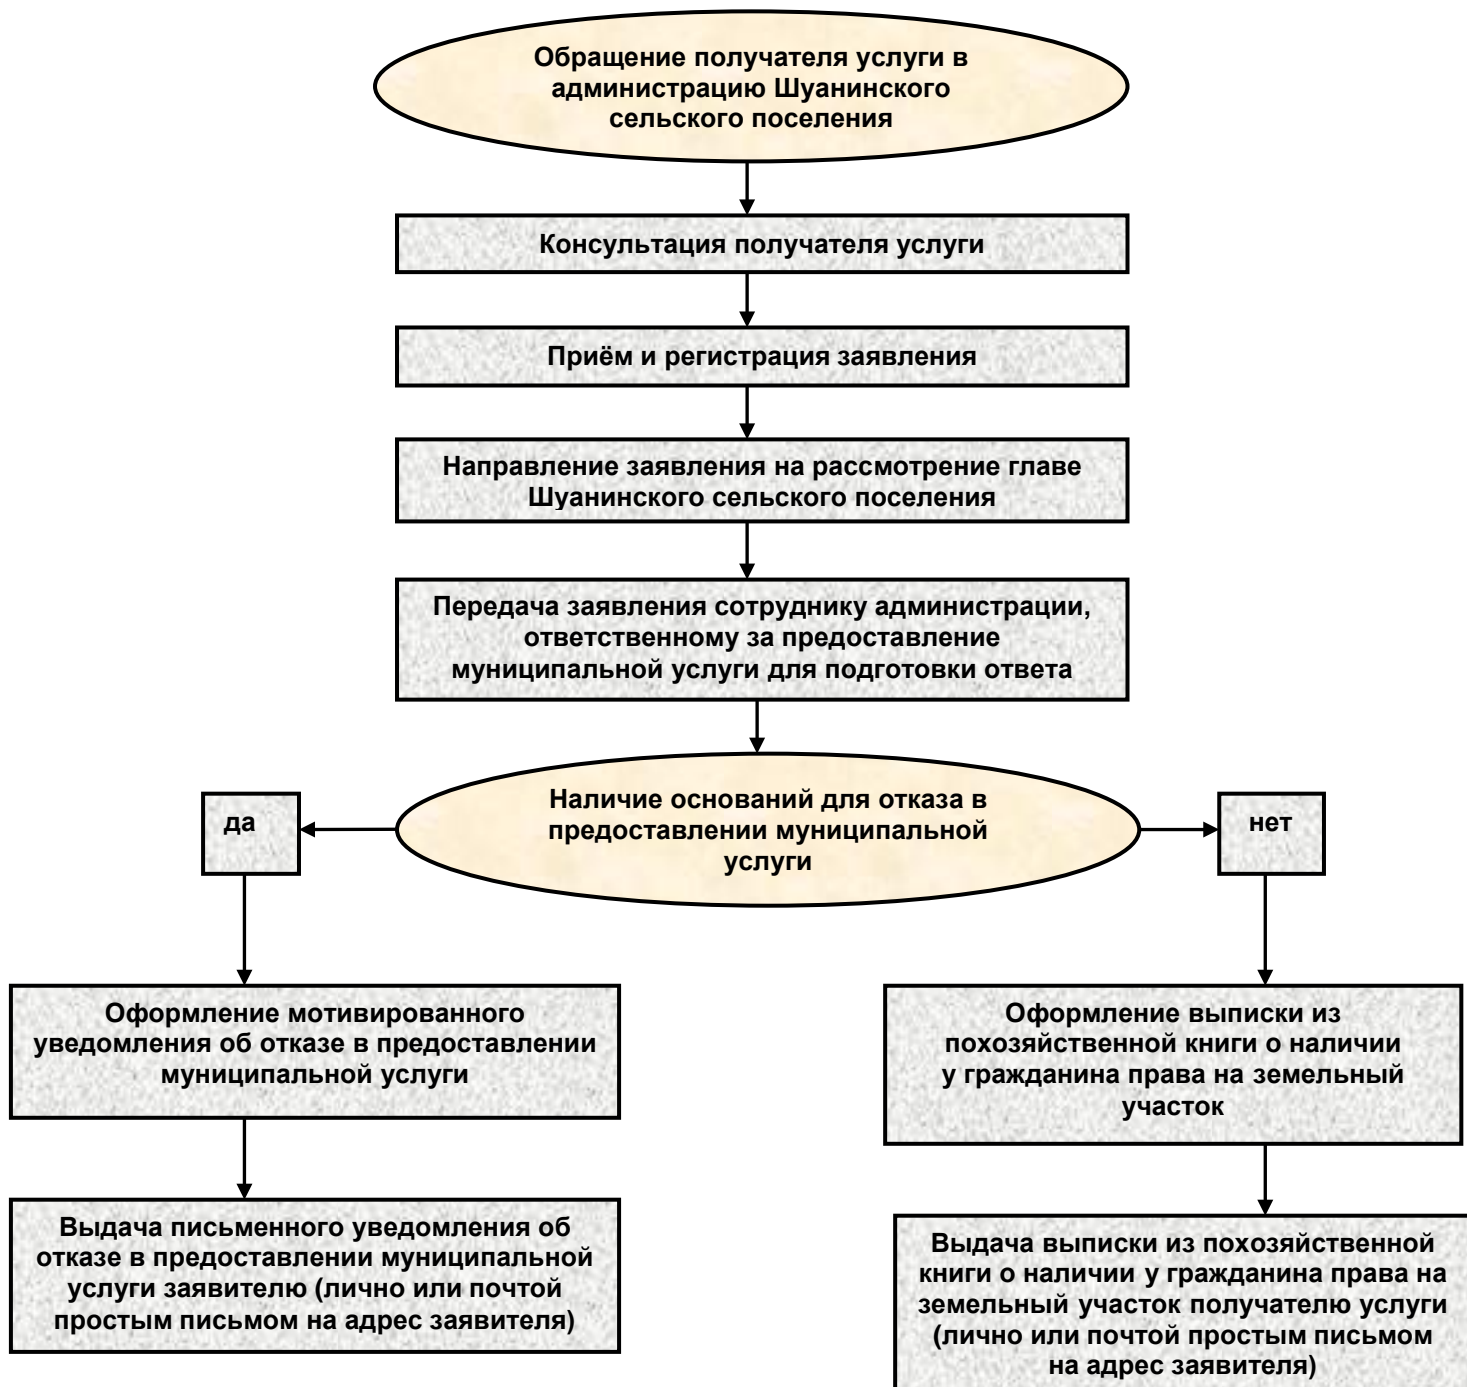 Обращение получателя услуги в
администрацию Шуанинского
сельского поселения
Консультация получателя услуги
Приём и регистрация заявления
Направление заявления на рассмотрение главе
Шуанинского сельского поселения
Передача заявления сотруднику администрации,
ответственному за предоставление
муниципальной услуги для подготовки ответа
Наличие оснований для отказа в
предоставлении муниципальной
услуги
да
нет
Оформление мотивированного
уведомления об отказе в предоставлении
муниципальной услуги
Оформление выписки из
похозяйственной книги о наличии
у гражданина права на земельный
участок
Выдача письменного уведомления об
отказе в предоставлении муниципальной
услуги заявителю (лично или почтой
простым письмом на адрес заявителя)
Выдача выписки из похозяйственной
книги о наличии у гражданина права на
земельный участок получателю услуги
(лично или почтой простым письмом
на адрес заявителя)